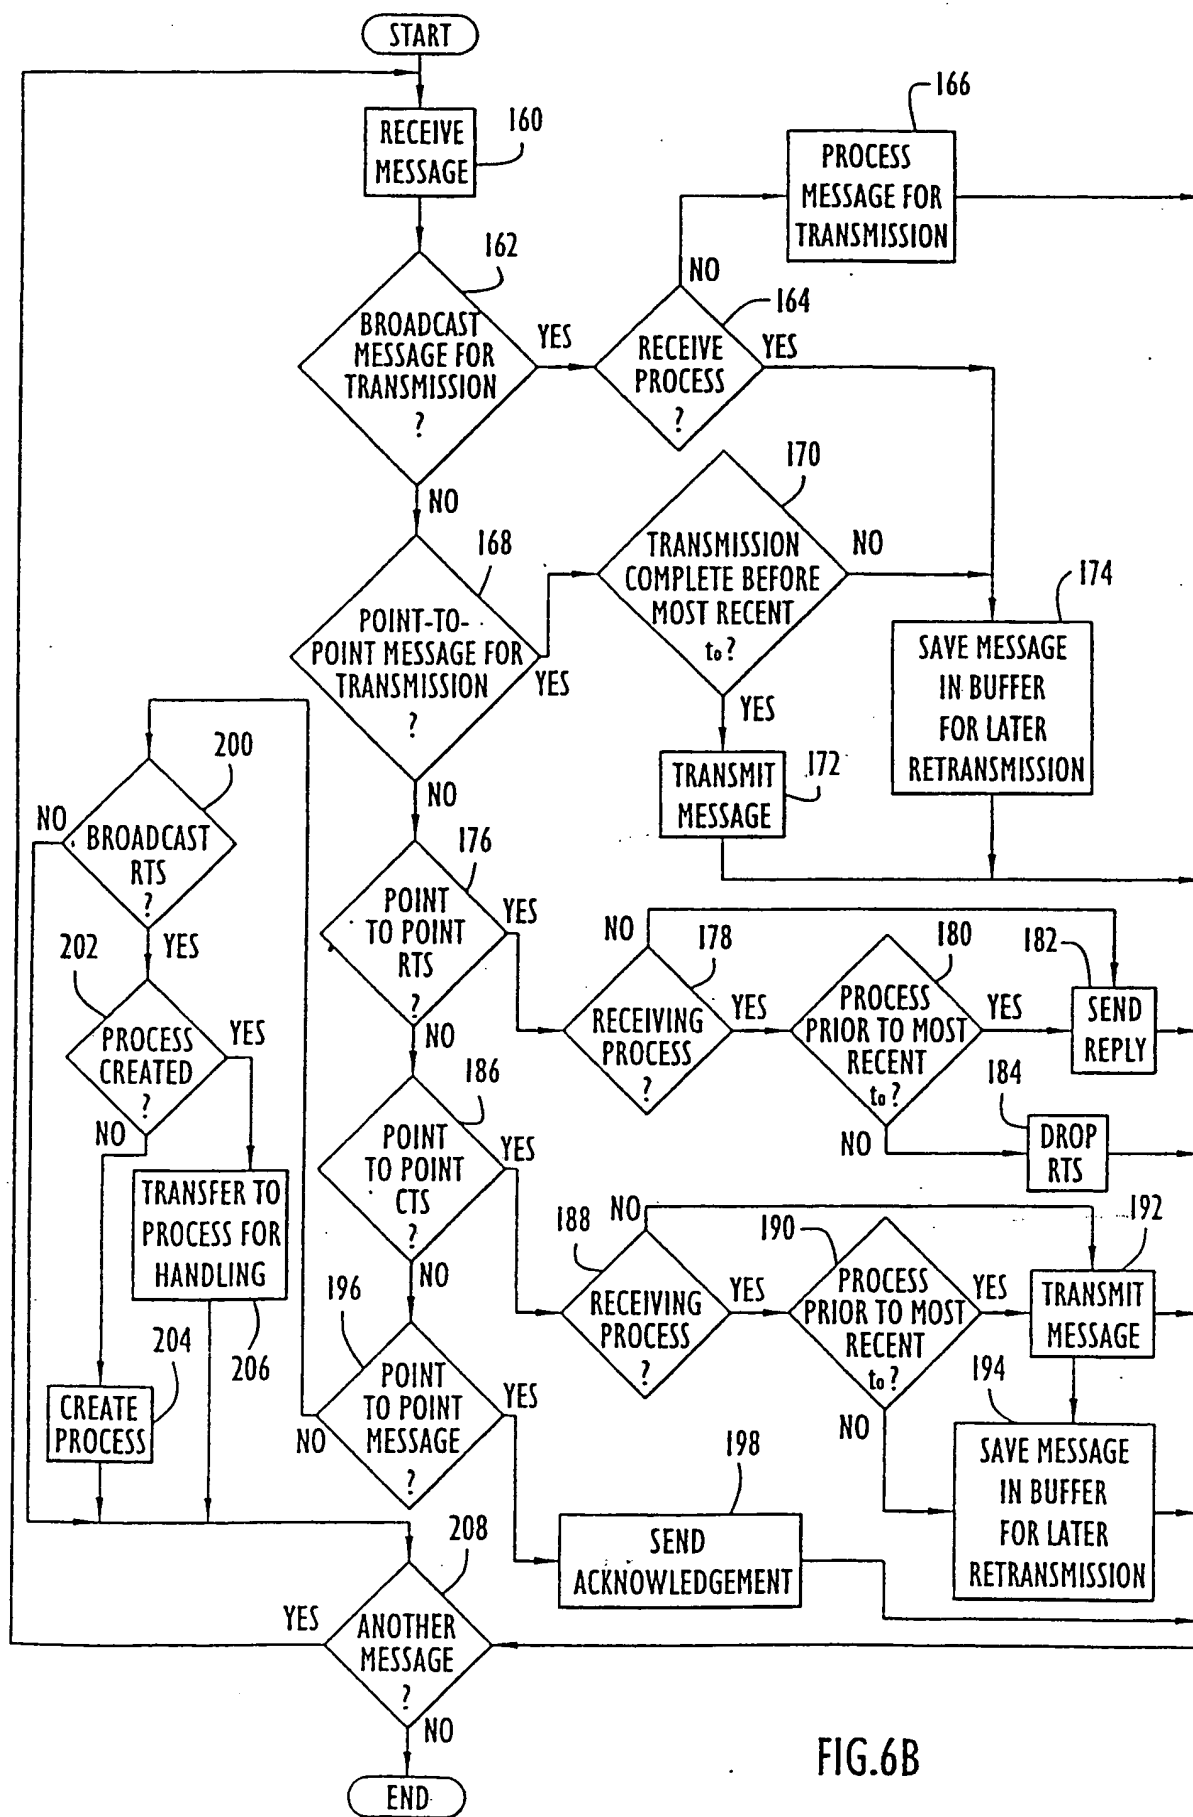 START
RECEIVE
MESSAGE
160
166
PROCESS
MESSAGE FOR
TRANSMISSION
162
BROADCAST
MESSAGE FOR
TRANSMISSION
?
YES
NO
164
RECEIVE
PROCESS
?
YES
NO
NO
168
POINT-TO-
POINT MESSAGE FOR
TRANSMISSION
?
YES
170
TRANSMISSION
COMPLETE BEFORE
MOST RECENT
to ?
NO
YES
174
SAVE MESSAGE
IN BUFFER
FOR LATER
RETRANSMISSION
TRANSMIT
MESSAGE
172
200
NO
BROADCAST
RTS
?
YES
NO
176
POINT
TO POINT
RTS
?
YES
NO
178
RECEIVING
PROCESS
?
YES
180
PROCESS
PRIOR TO MOST
RECENT
to ?
YES
182
SEND
REPLY
202
PROCESS
CREATED
?
YES
NO
NO
186
POINT
TO POINT
CTS
?
YES
NO
184
DROP
RTS
TRANSFER TO
PROCESS FOR
HANDLING
206
188
NO
RECEIVING
PROCESS
?
YES
190
PROCESS
PRIOR TO MOST
RECENT
to ?
YES
192
TRANSMIT
MESSAGE
204
CREATE
PROCESS
NO
196
POINT
TO POINT
MESSAGE
?
YES
NO
NO
194
SAVE MESSAGE
IN BUFFER
FOR LATER
RETRANSMISSION
198
SEND
ACKNOWLEDGEMENT
208
YES
ANOTHER
MESSAGE
?
NO
END
FIG.6B